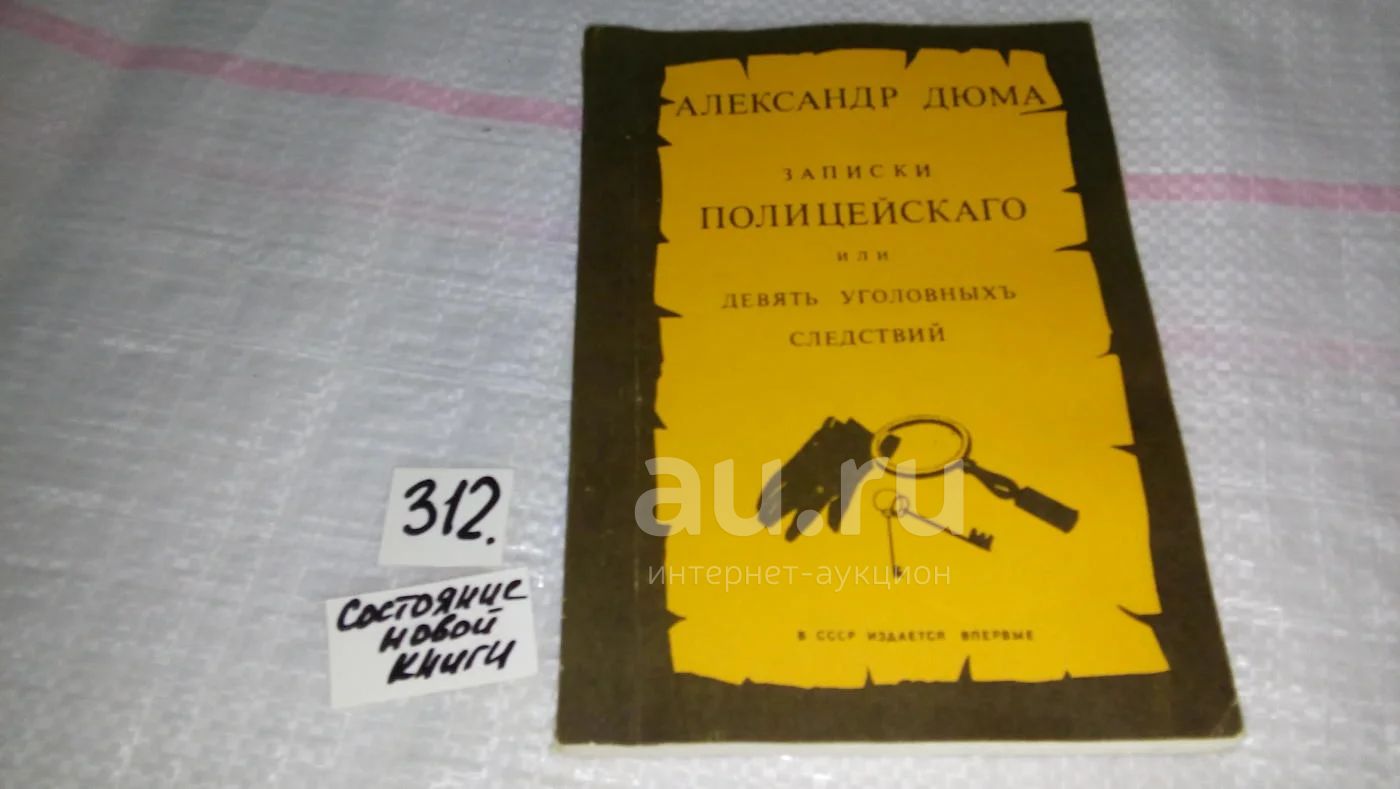 АЛЕКСАНДР ДЮМА
ЗАПИСКИ
ПОЛИЦЕЙСКАГО
ИЛИ
ДЕВЯТЬ УГОЛОВНЫХЪ
СЛЕДСТВИЙ
В СССР ИЗДАЕТСЯ ВПЕРВЫЕ
312.
Состояние
новой
книги
au.ru
интернет-аукцион